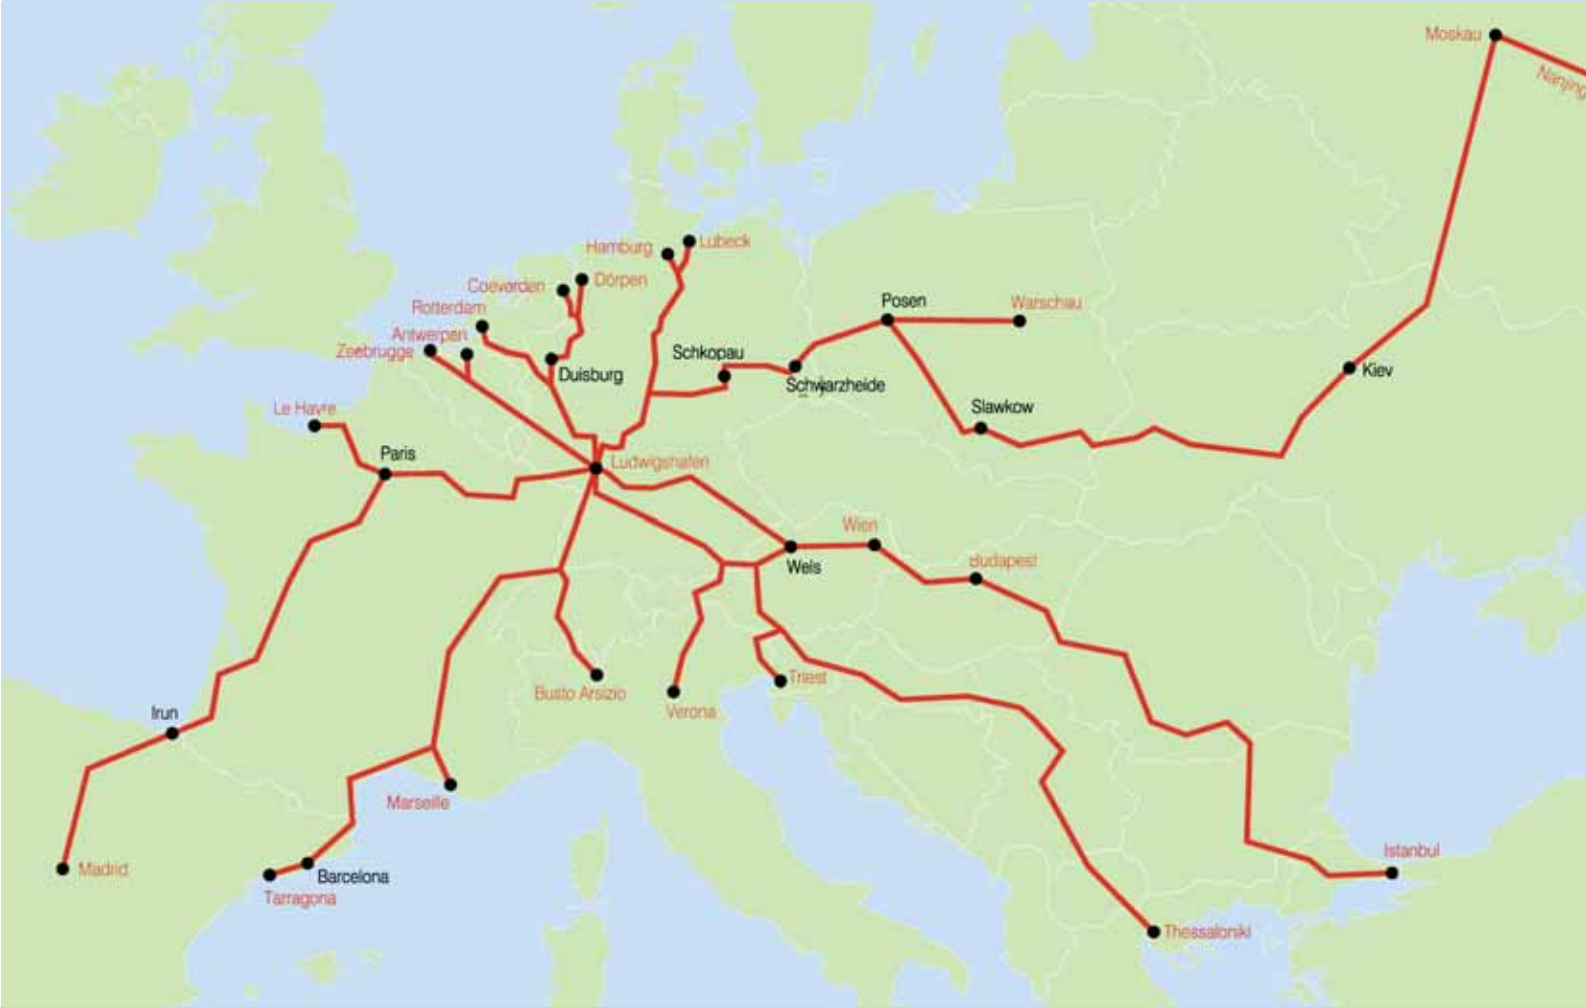 Moskau
Nanjing
Hamburg
Lübeck
Coevorden
Dörpen
Rotterdam
Antwerpen
Zeebrugge
Duisburg
Schkopau
Schwarzheide
Posen
Warschau
Slawkow
Kiev
Le Havre
Paris
Ludwigshafen
Wels
Wien
Budapest
Busto Arsizio
Verona
Triest
Irun
Marseille
Madrid
Barcelona
Tarragona
Istanbul
Thessaloniki